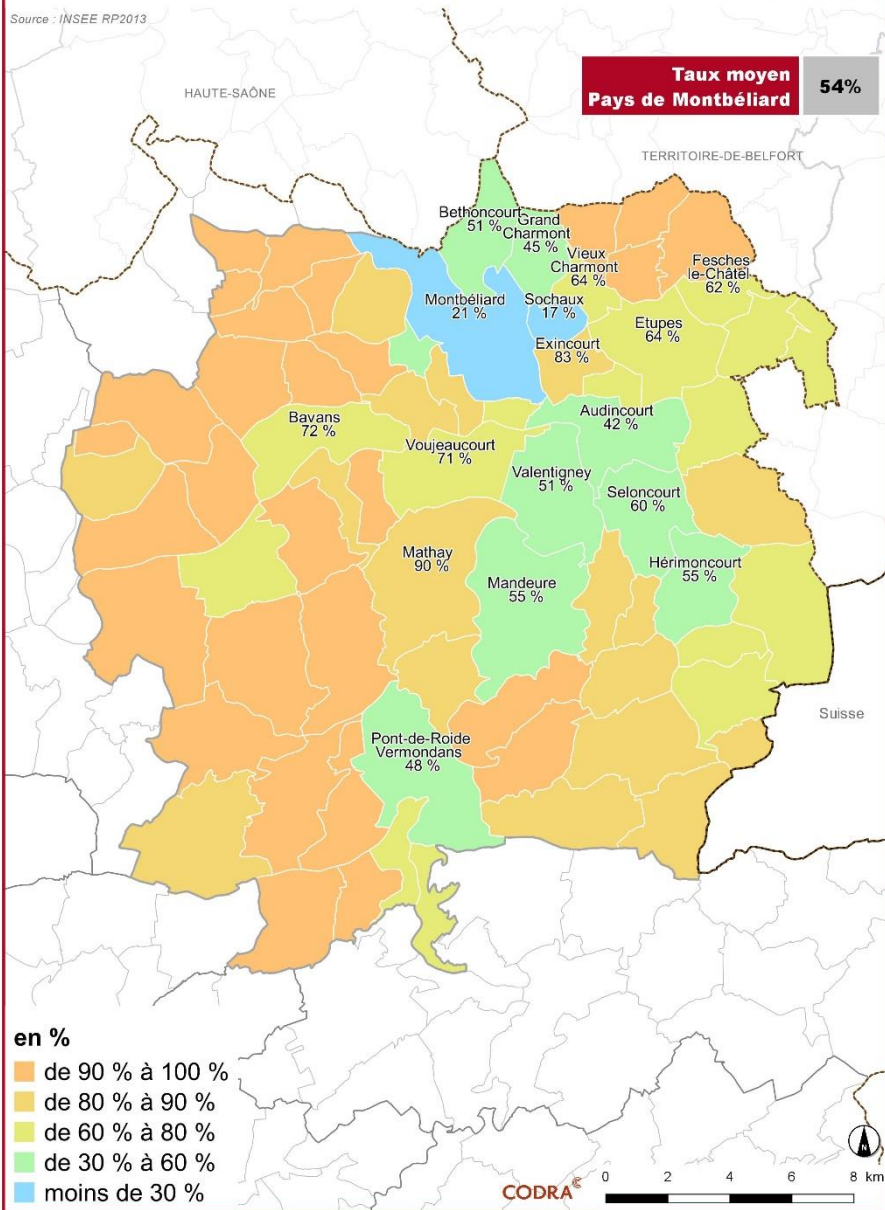 Source : INSEE RP2013
HAUTE-SAÔNE
Taux moyen
Pays de Montbéliard
54%
TERRITOIRE-DE-BELFORT
Bethoncourt
51 %
Grand
Charmont
45 %
Vieux
Charmont
64 %
Fesches
le-Châtel
62 %
Montbéliard
21 %
Sochaux
17 %
Etupes
64 %
Exincourt
83 %
Bavans
72 %
Audincourt
42 %
Voujeaucourt
71 %
Valentigney
51 %
Seloncourt
60 %
Mathay
90 %
Hérimoncourt
55 %
Mandeure
55 %
Suisse
Pont-de-Roide
Vermondans
48 %
en %
de 90 % à 100 %
de 80 % à 90 %
de 60 % à 80 %
de 30 % à 60 %
moins de 30 %
N
CODRA
0 2 4 6 8 km